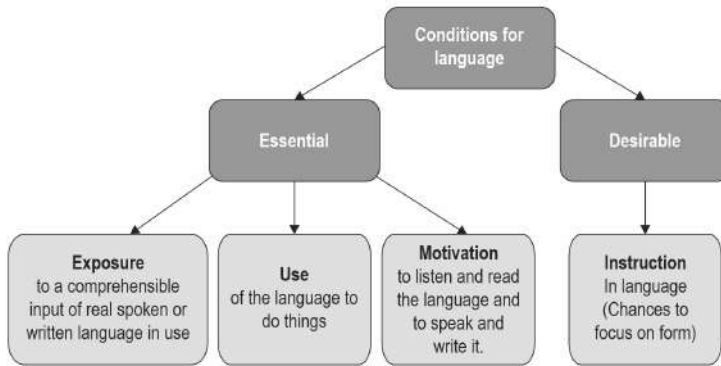 Conditions for
language
Essential
Desirable
Exposure
to a comprehensible
input of real spoken or
written language in use
Use
of the language to
do things
Motivation
to listen and read
the language and
to speak and
write it.
Instruction
In language
(Chances to
focus on form)